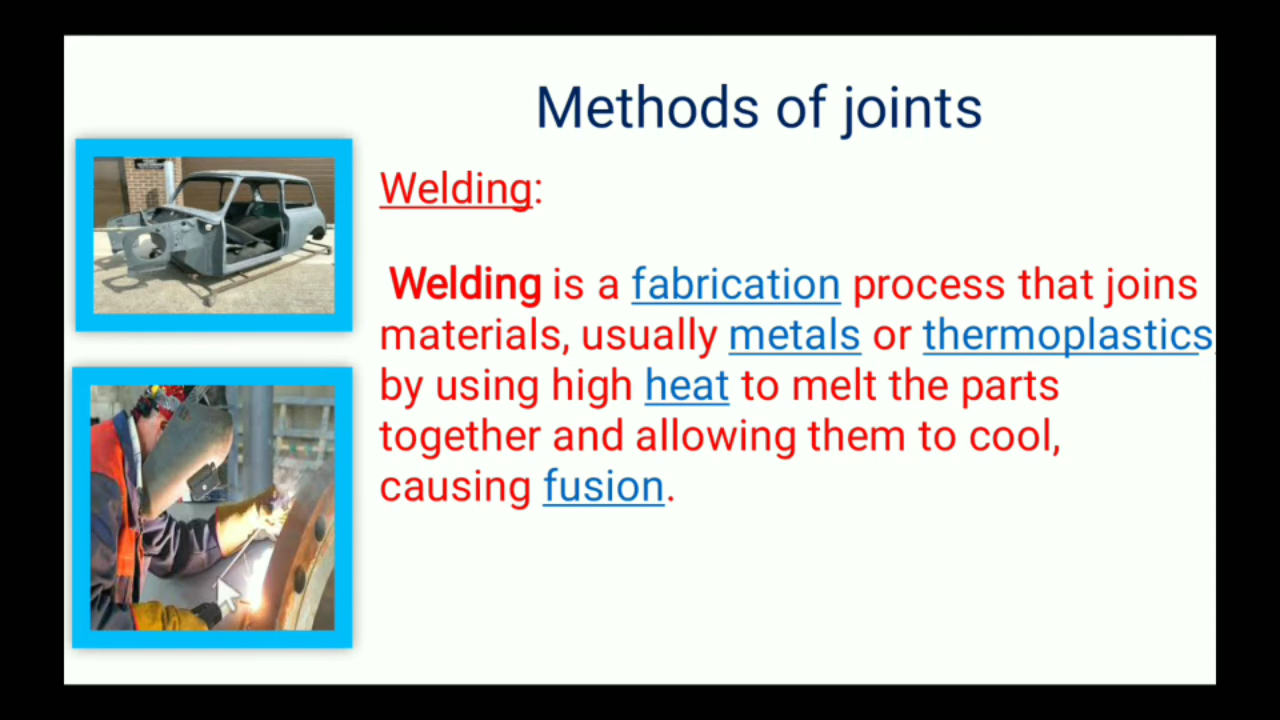 Methods of joints
Welding:
Welding is a fabrication process that joins
materials, usually metals or thermoplastics
by using high heat to melt the parts
together and allowing them to cool,
causing fusion.